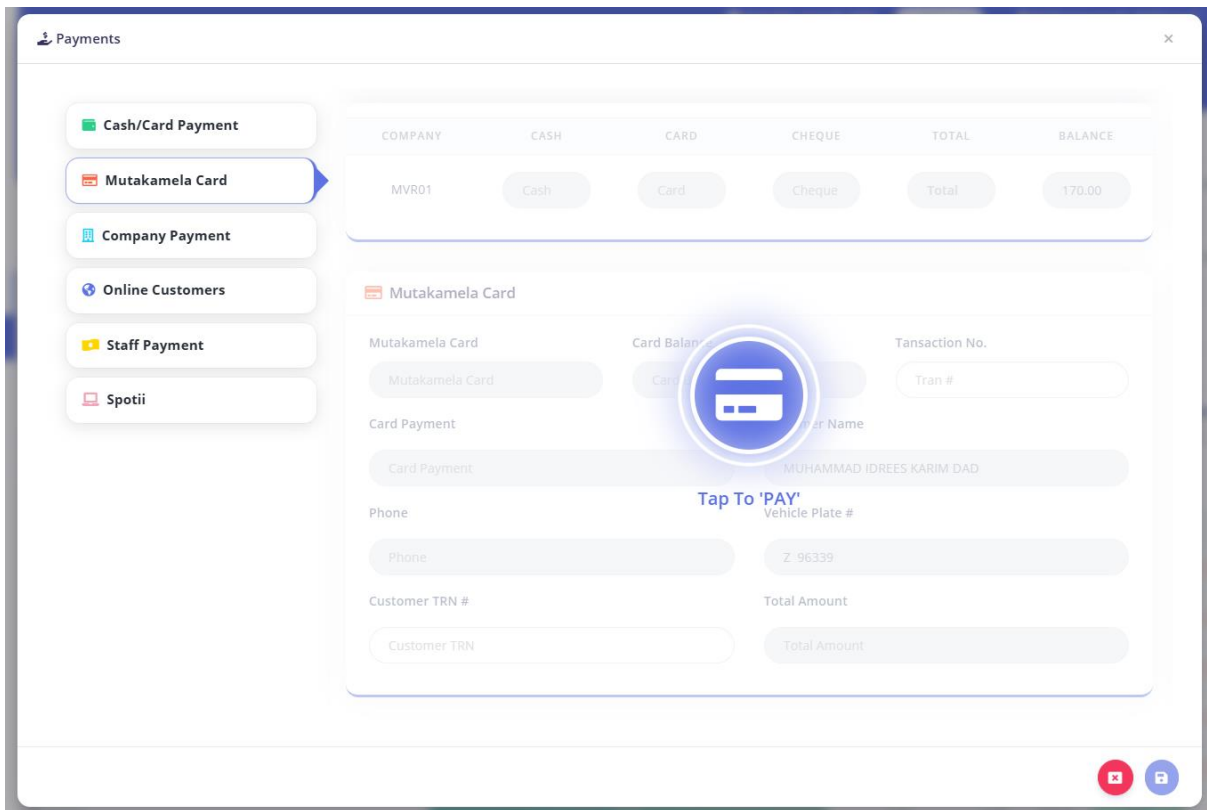 Payments
Cash/Card Payment
Mutakamela Card
Company Payment
Online Customers
Staff Payment
Spotii
COMPANY CASH CARD CHEQUE TOTAL BALANCE
MVR01 Cash Card Cheque Total 170.00
Mutakamela Card
Mutakamela Card Card Balance Tansaction No.
Mutakamela Card Tran #
Card Payment Name
Card Payment MUHAMMAD IDREES KARIM DAD
Tap To 'PAY'
Phone Vehicle Plate #
Phone Z 96339
Customer TRN # Total Amount
Customer TRN Total Amount